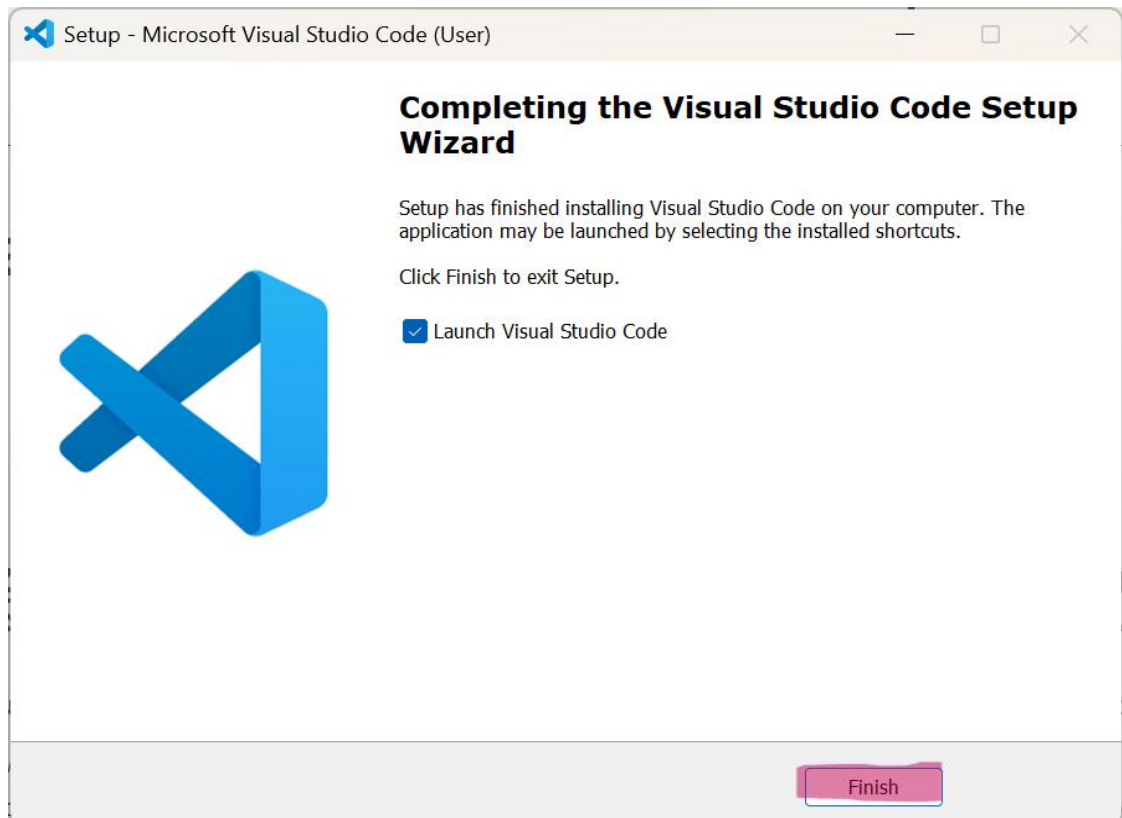 Setup - Microsoft Visual Studio Code (User)
Completing the Visual Studio Code Setup
Wizard
Setup has finished installing Visual Studio Code on your computer. The
application may be launched by selecting the installed shortcuts.
Click Finish to exit Setup.
Launch Visual Studio Code
Finish